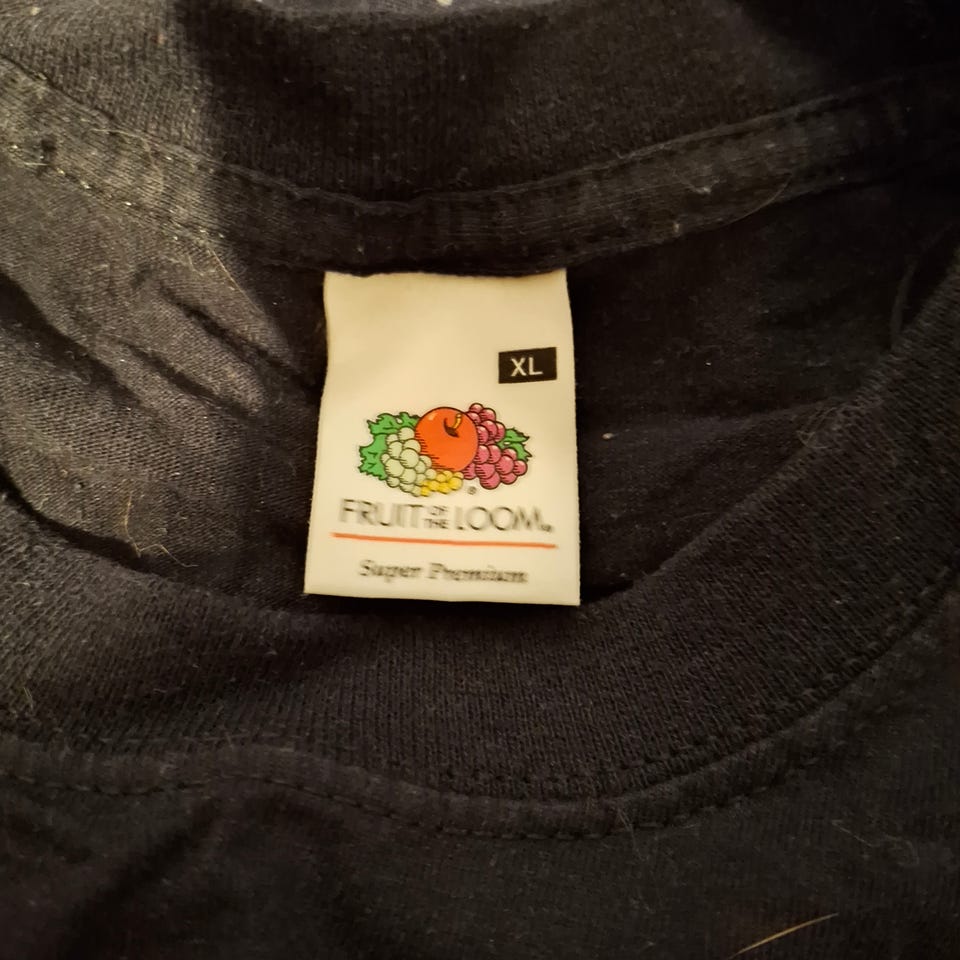 XL
FRUIT OF THE LOOM®
Super Premium